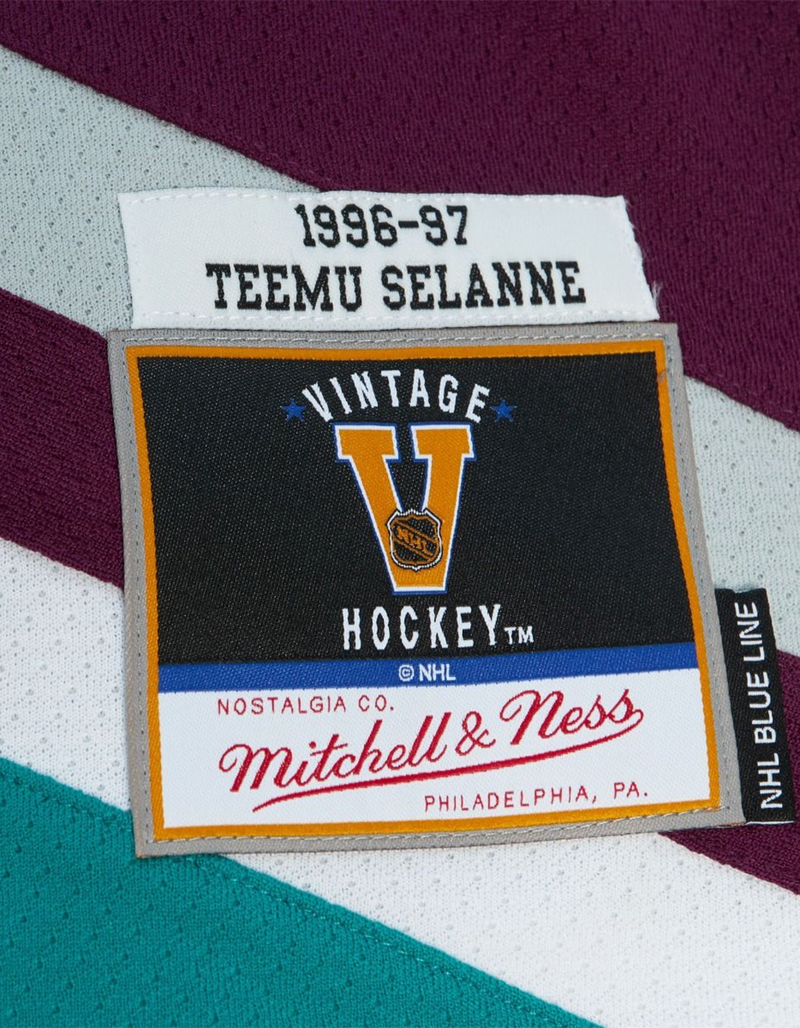 1996-97
TEEMU SELANNE
VINTAGE
V
NHL
HOCKEY™
© NHL
NOSTALGIA CO.
Mitchell & Ness
PHILADELPHIA, PA.
NHL BLUE LINE